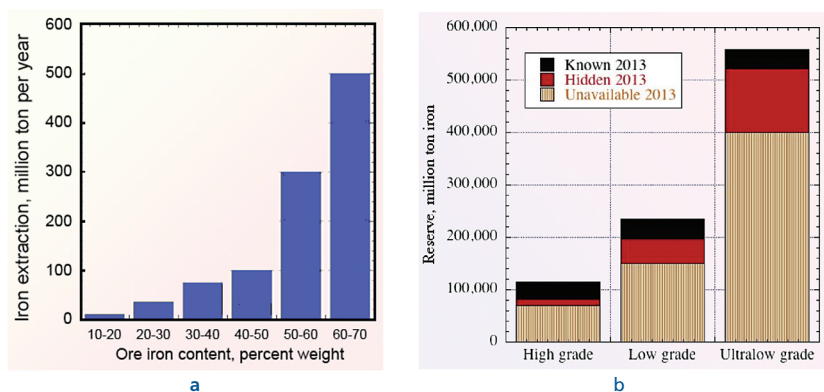 Iron extraction, million ton per year
600
500
400
300
200
100
0
10-20 20-30 30-40 40-50 50-60 60-70
Ore iron content, percent weight
a
Reserve, million ton iron
600,000
500,000
400,000
300,000
200,000
100,000
0
Known 2013
Hidden 2013
Unavailable 2013
High grade Low grade Ultralow grade
b